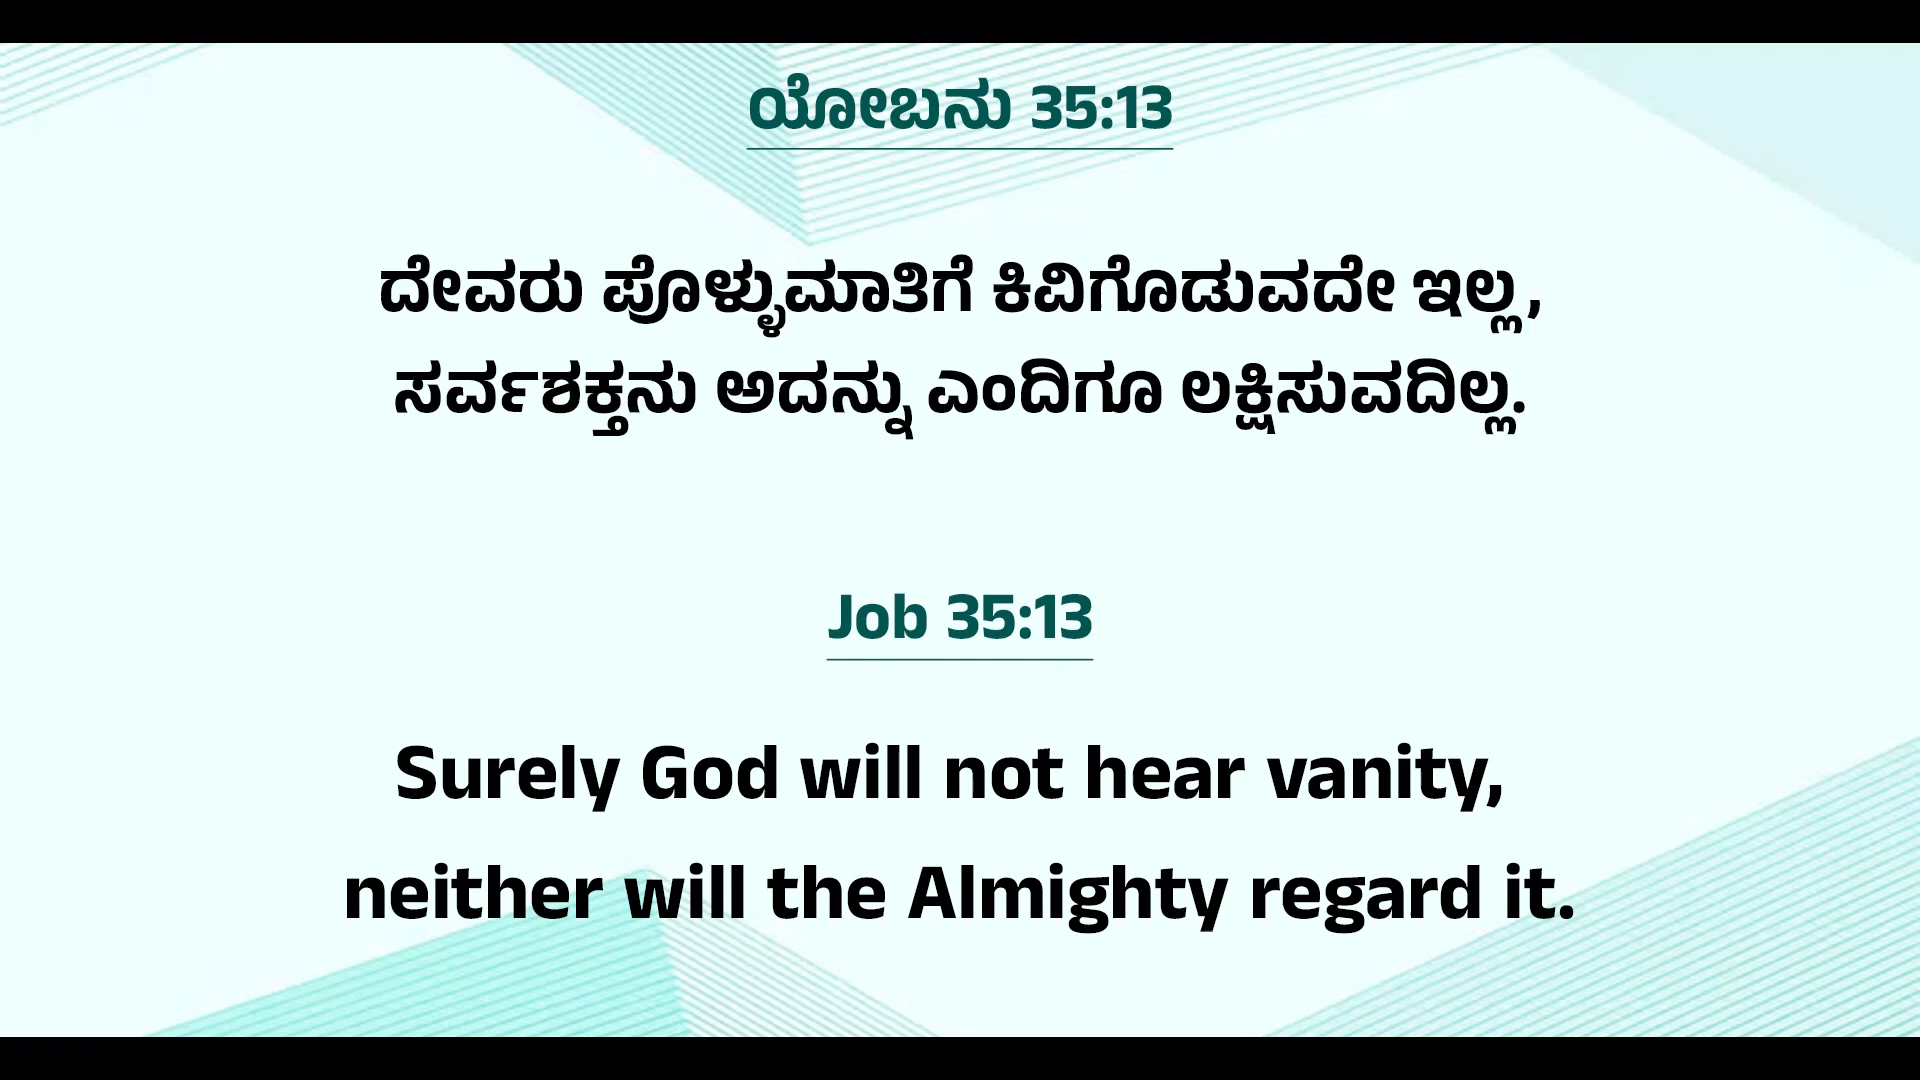 ಯೋಬನು 35:13
ದೇವರು ಪೊಳ್ಳುಮಾತಿಗೆ ಕಿವಿಗೊಡುವದೇ ಇಲ್ಲ,
ಸರ್ವಶಕ್ತನು ಅದನ್ನು ಎಂದಿಗೂ ಲಕ್ಷಿಸುವದಿಲ್ಲ.
Job 35:13
Surely God will not hear vanity,
neither will the Almighty regard it.